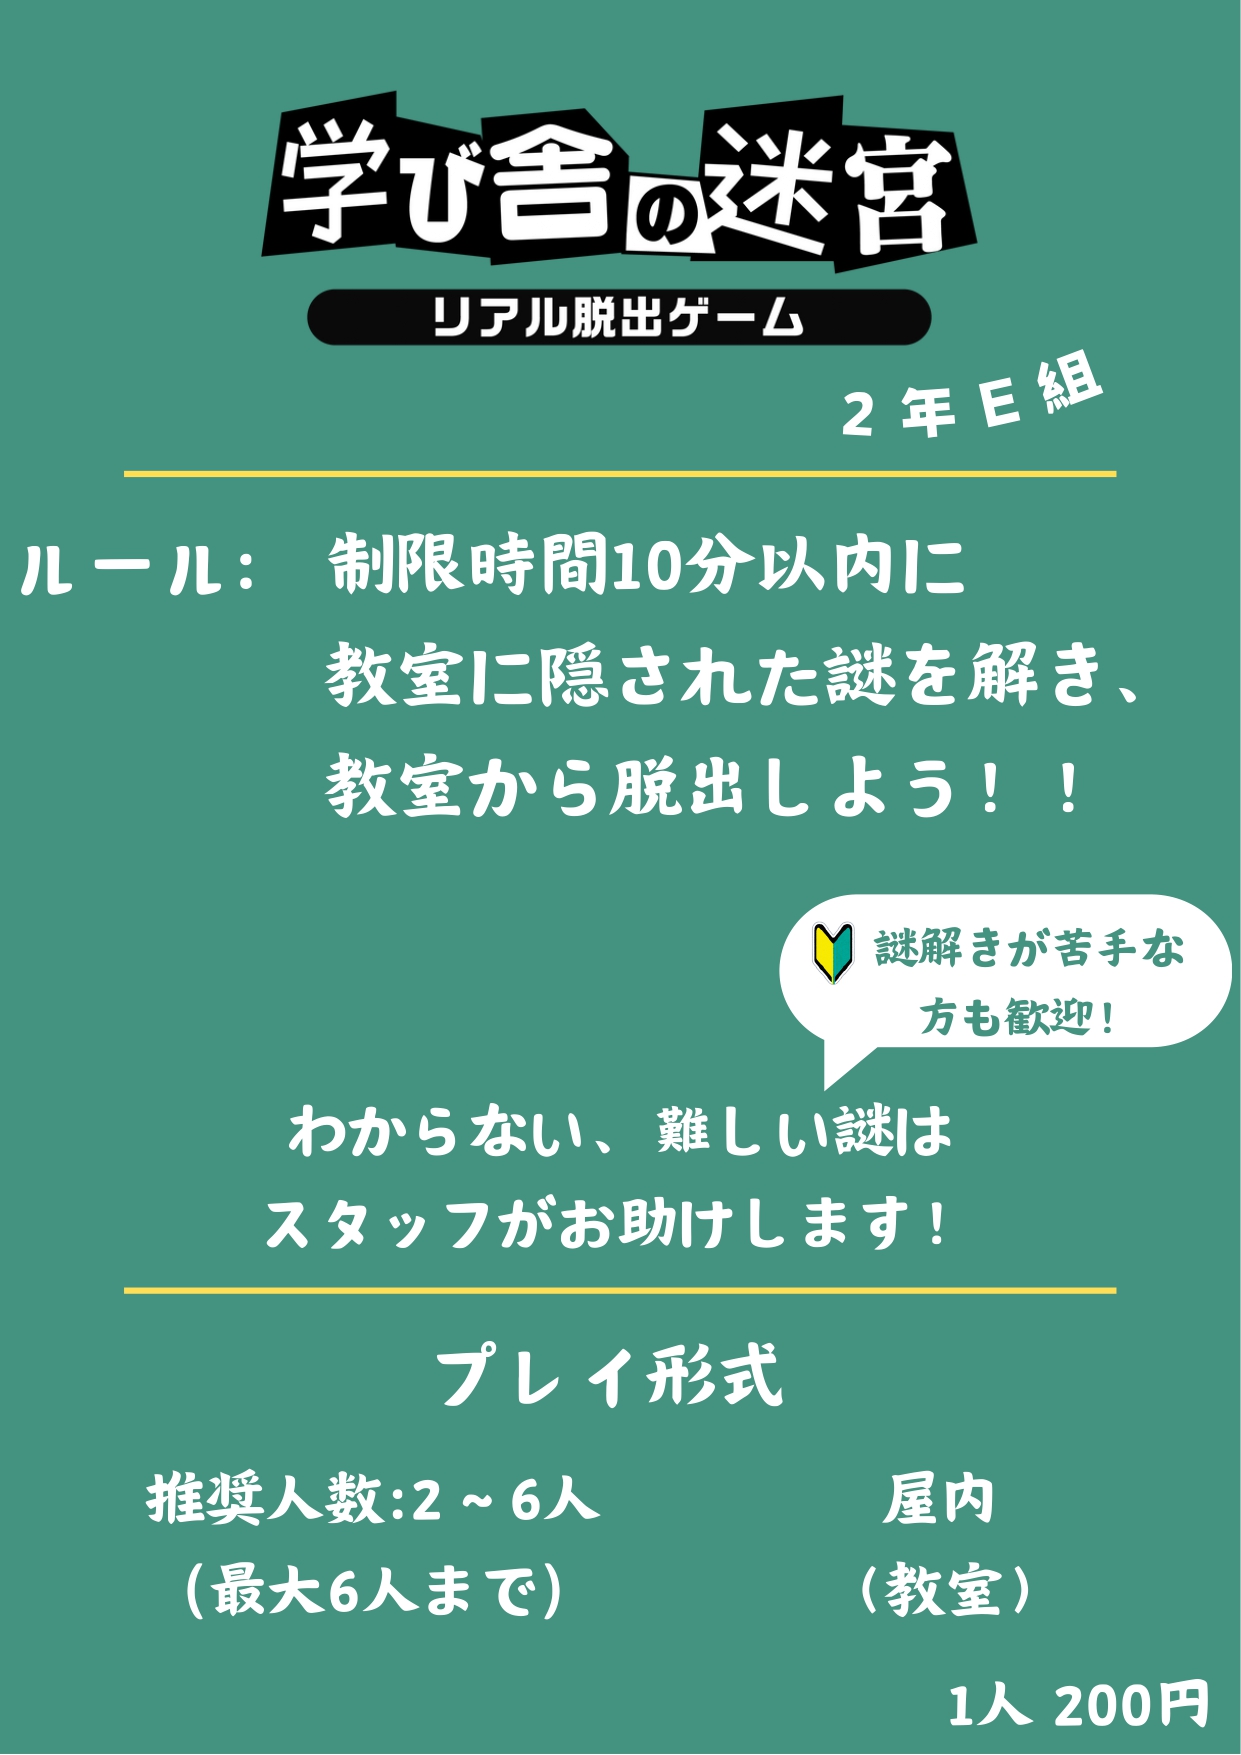 学び舎の迷宮
リアル脱出ゲーム
2年E組
ルール: 制限時間10分以内に
教室に隠された謎を解き、
教室から脱出しよう！！
謎解きが苦手な
方も歓迎！
わからない、難しい謎は
スタッフがお助けします！
プレイ形式
推奨人数:2 ~ 6人
(最大6人まで)
屋内
（教室）
1人 200円